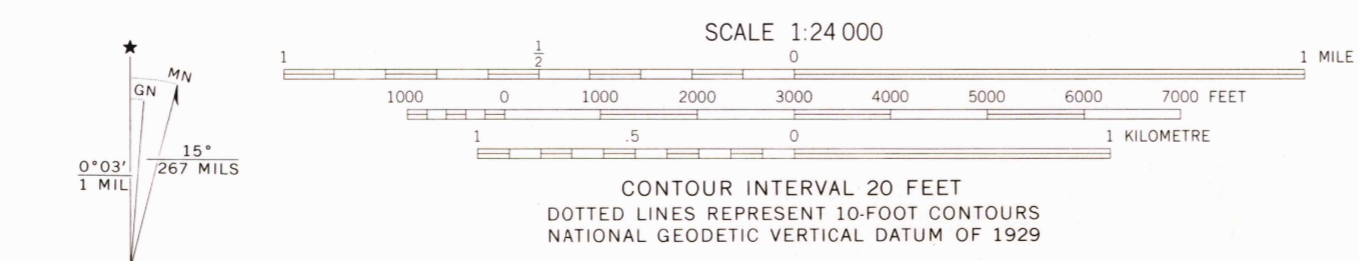 SCALE 1:24 000
1 1/2 0 1 MILE
1000 0 1000 2000 3000 4000 5000 6000 7000 FEET
1 .5 0 1 KILOMETRE
CONTOUR INTERVAL 20 FEET
DOTTED LINES REPRESENT 10-FOOT CONTOURS
NATIONAL GEODETIC VERTICAL DATUM OF 1929
★
MN
GN
0°03′
1 MIL
15°
267 MILS